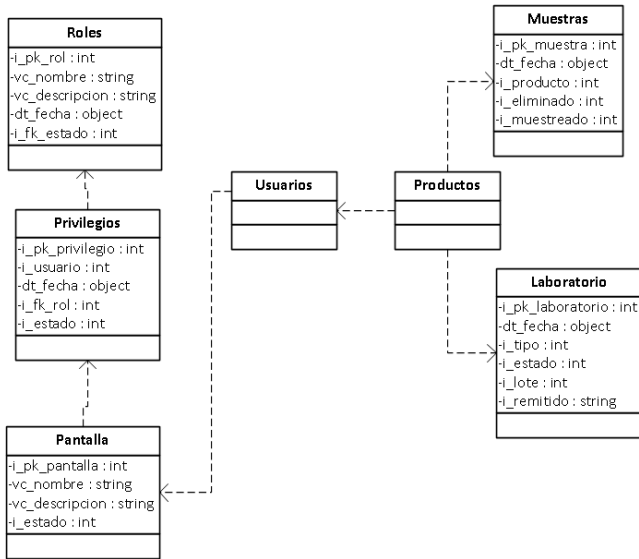 Roles
-i_pk_rol : int
-vc_nombre : string
-vc_descripcion : string
-dt_fecha : object
-i_fk_estado : int
Muestras
-i_pk_muestra : int
-dt_fecha : object
-i_producto : int
-i_eliminado : int
-i_muestreado : int
Usuarios
Productos
Privilegios
-i_pk_privilegio : int
-i_usuario : int
-dt_fecha : object
-i_fk_rol : int
-i_estado : int
Laboratorio
-i_pk_laboratorio : int
-dt_fecha : object
-i_tipo : int
-i_estado : int
-i_lote : int
-i_remitido : string
Pantalla
-i_pk_pantalla : int
-vc_nombre : string
-vc_descripcion : string
-i_estado : int